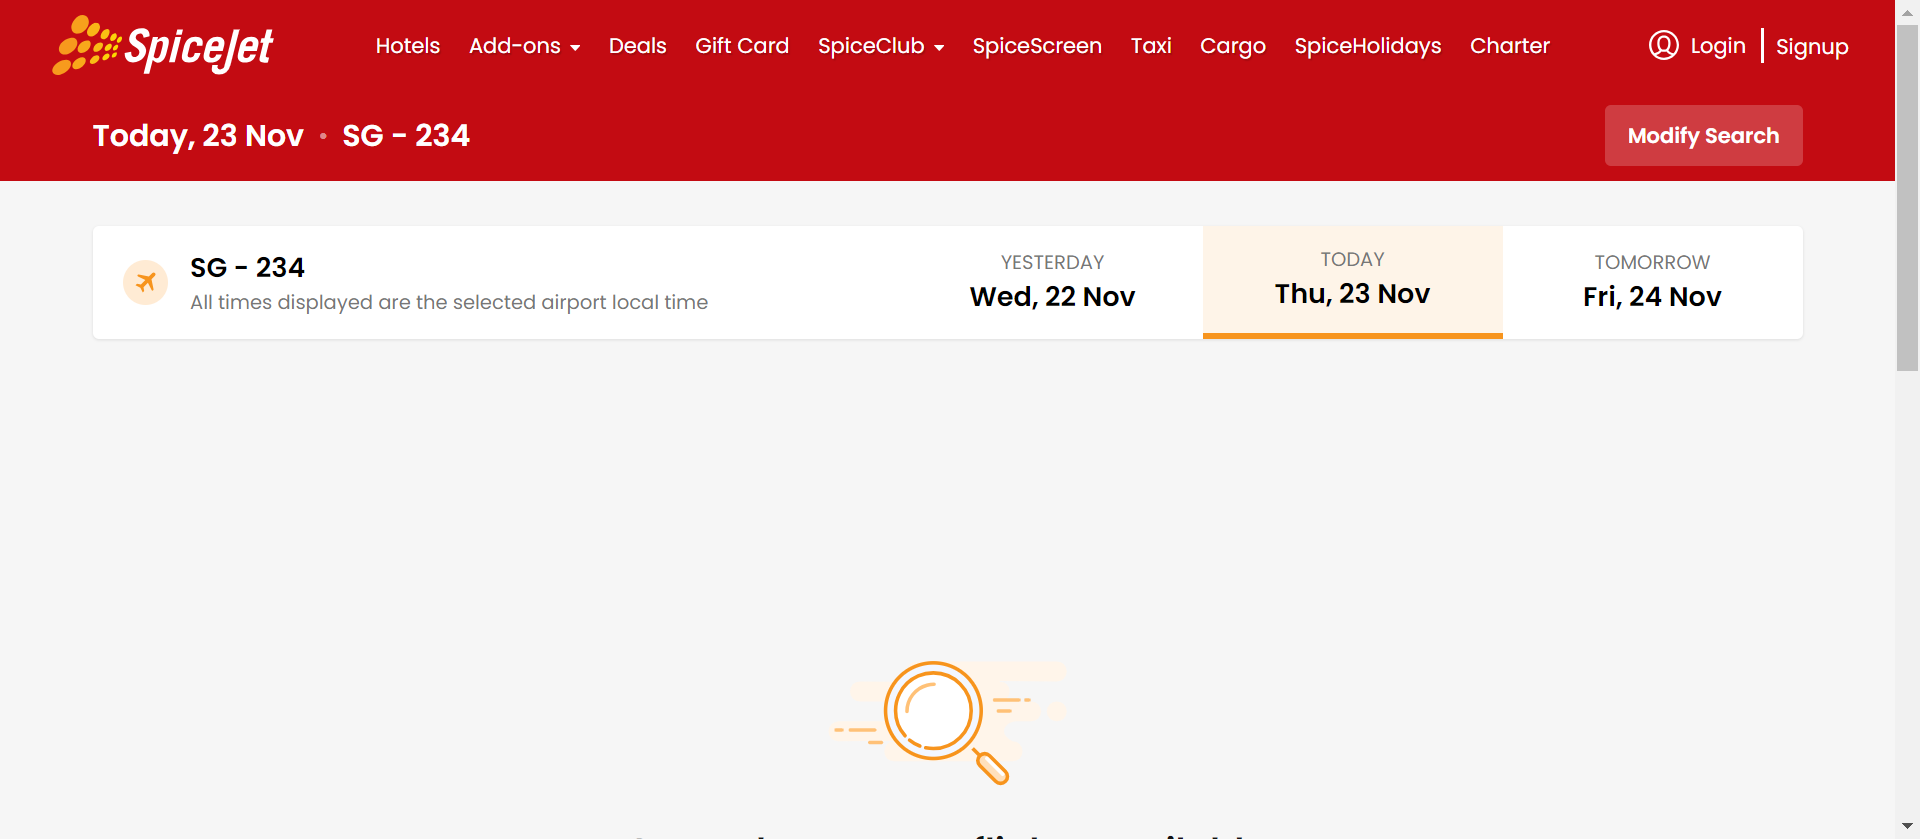 SpiceJet
Hotels Add-ons Deals Gift Card SpiceClub SpiceScreen Taxi Cargo SpiceHolidays Charter Login Signup
Today, 23 Nov • SG - 234
Modify Search
SG - 234
All times displayed are the selected airport local time
YESTERDAY
Wed, 22 Nov
TODAY
Thu, 23 Nov
TOMORROW
Fri, 24 Nov